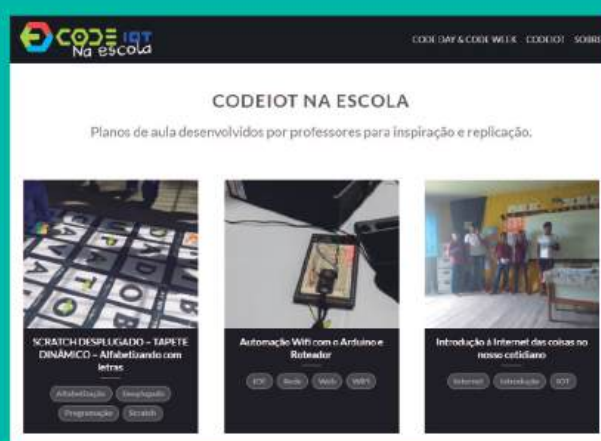 CODE IOT
Na escola
CODE DAY & CODE WEEK CODEIOT SOBRE
CODEIOT NA ESCOLA
Planos de aula desenvolvidos por professores para inspiração e replicação.
SCRATCH DESPLUGADO – TAPETE
DINÂMICO – Alfabetizando com
letras
Alfabetização Desplugado
Programação Scratch
Automação Wifi com o Arduino e
Roteador
IOT Rede Web WIFI
Introdução à Internet das coisas no
nosso cotidiano
Internet Introdução IOT